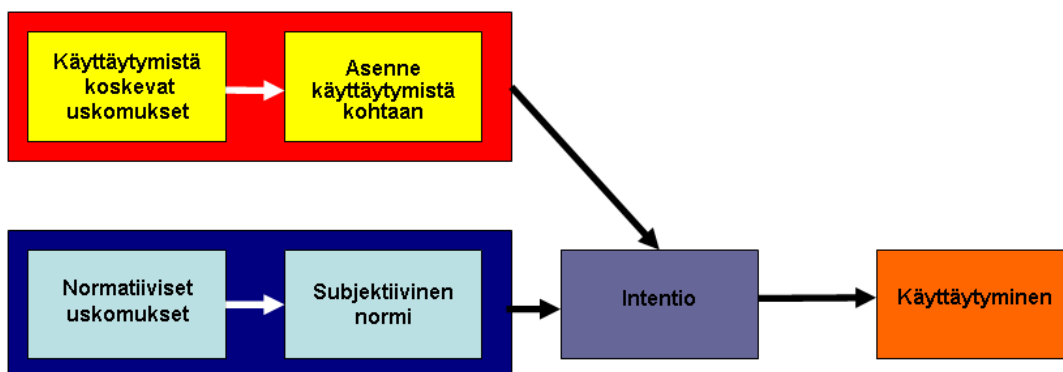 Käyttäytymistä
koskevat
uskomukset
Asenne
käyttäytymistä
kohtaan
Normatiiviset
uskomukset
Subjektiivinen
normi
Intentio
Käyttäytyminen